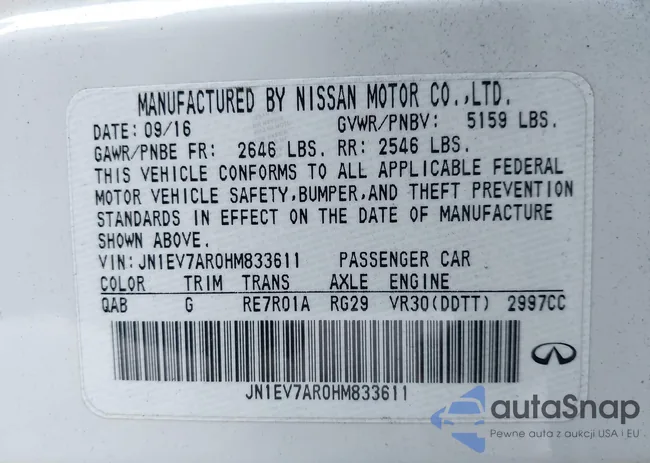 MANUFACTURED BY NISSAN MOTOR CO.,LTD.
DATE: 09/16 GVWR/PNBV: 5159 LBS.
GAWR/PNBE FR: 2646 LBS. RR: 2546 LBS.
THIS VEHICLE CONFORMS TO ALL APPLICABLE FEDERAL
MOTOR VEHICLE SAFETY,BUMPER,AND THEFT PREVENTION
STANDARDS IN EFFECT ON THE DATE OF MANUFACTURE
SHOWN ABOVE.
VIN: JN1EV7AR0HM833611 PASSENGER CAR
COLOR TRIM TRANS AXLE ENGINE
QAB G RE7R01A RG29 VR30(DDTT) 2997CC
JN1EV7AR0HM833611
autaSnap
Pewne auta z aukcji USA i EU